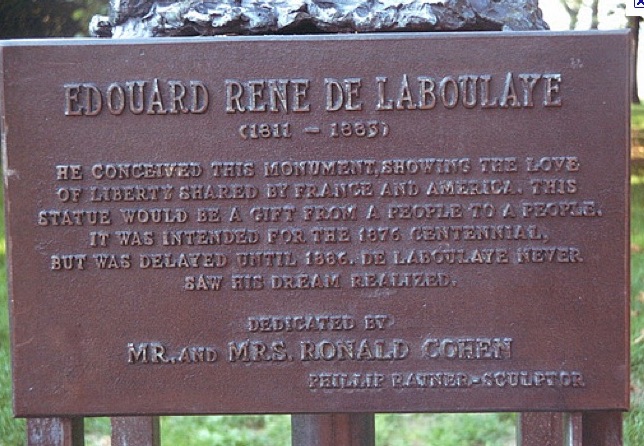 EDOUARD RENE DE LABOULAYE
(1811 – 1883)
HE CONCEIVED THIS MONUMENT, SHOWING THE LOVE
OF LIBERTY SHARED BY FRANCE AND AMERICA. THIS
STATUE WOULD BE A GIFT FROM A PEOPLE TO A PEOPLE.
IT WAS INTENDED FOR THE 1876 CENTENNIAL.
BUT WAS DELAYED UNTIL 1886. DE LABOULAYE NEVER
SAW HIS DREAM REALIZED.
DEDICATED BY
MR. AND MRS. RONALD COHEN
PHILLIP RATNER–SCULPTOR